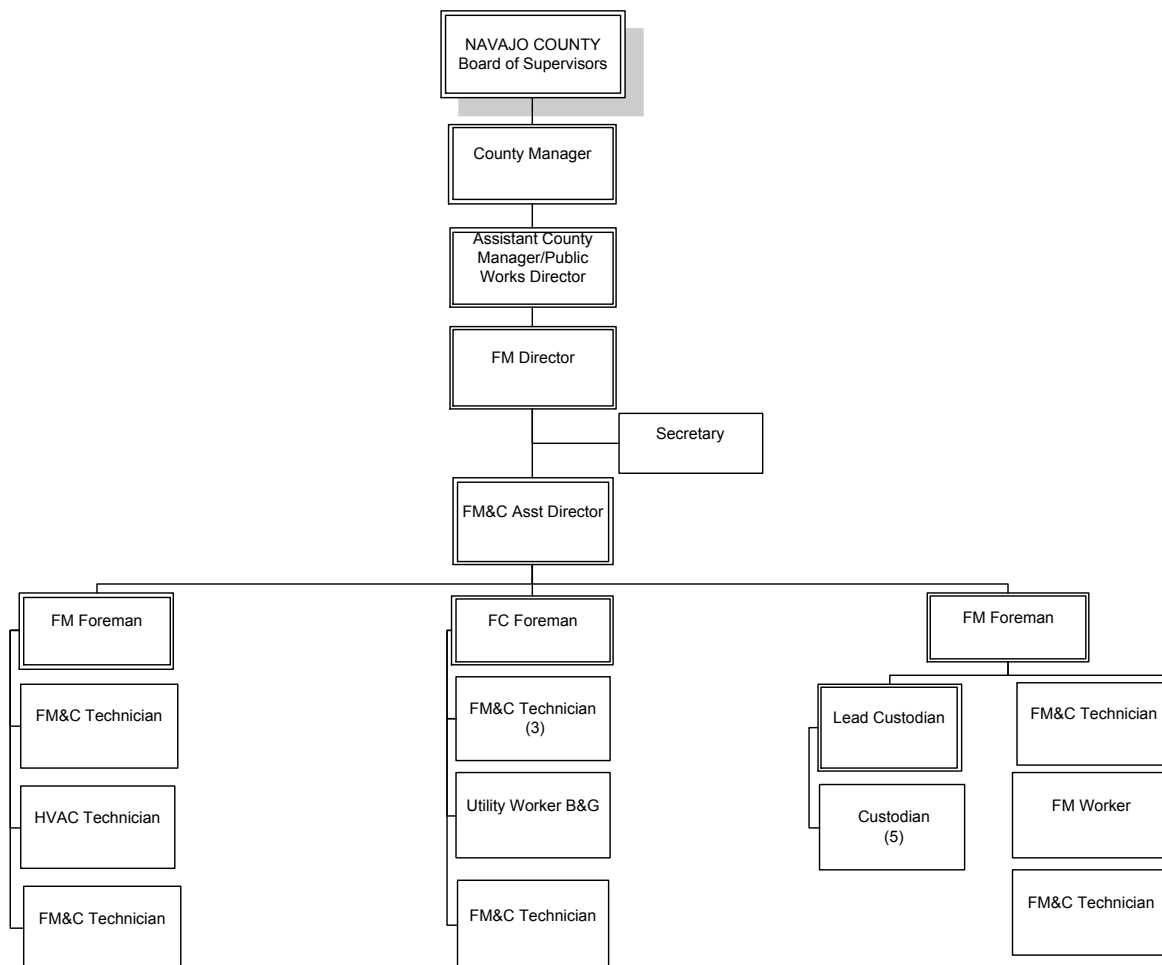 NAVAJO COUNTY
Board of Supervisors
County Manager
Assistant County
Manager/Public
Works Director
FM Director
Secretary
FM&C Asst Director
FM Foreman
FC Foreman
FM Foreman
FM&C Technician
HVAC Technician
FM&C Technician
FM&C Technician
(3)
Utility Worker B&G
FM&C Technician
Lead Custodian
Custodian
(5)
FM&C Technician
FM Worker
FM&C Technician